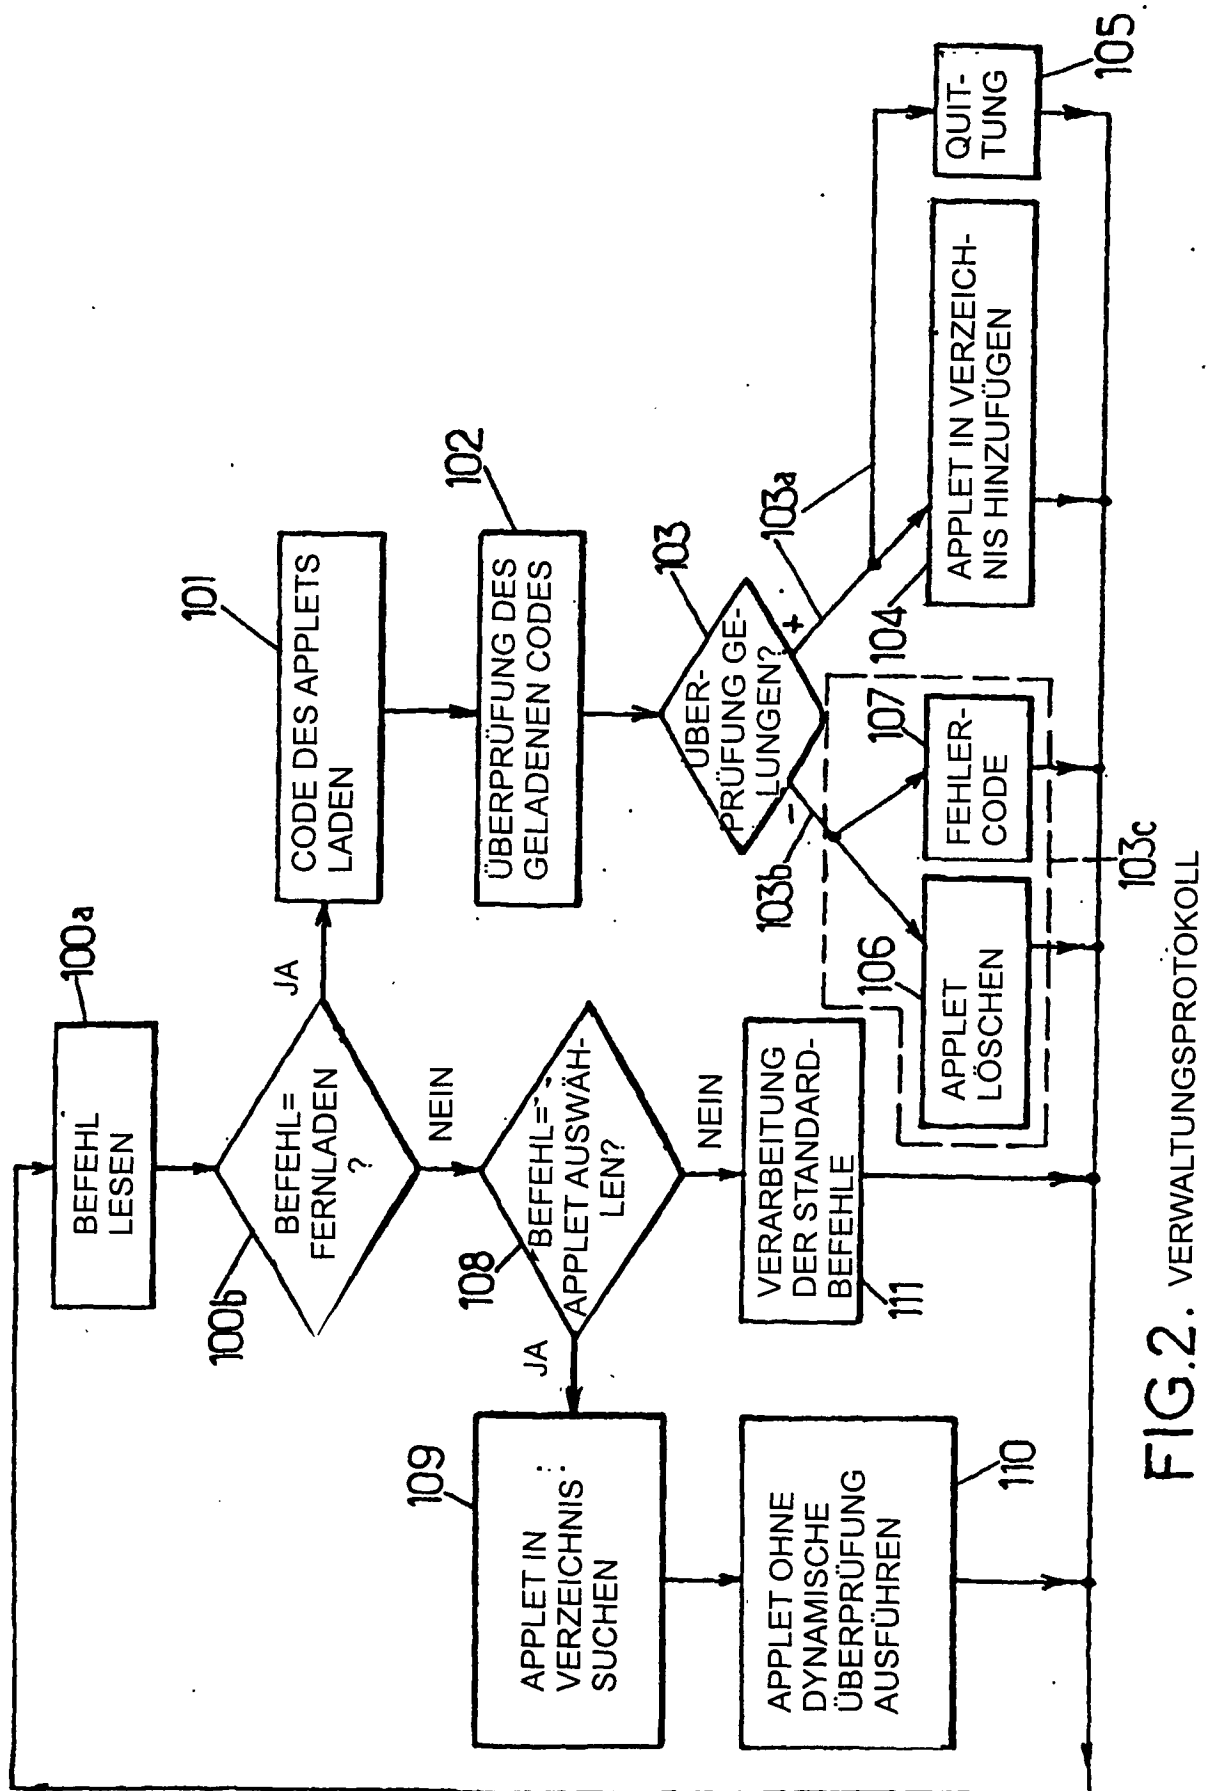 100a
BEFEHL
LESEN
100b
BEFEHL=
FERNLADEN
?
JA
NEIN
101
CODE DES APPLETS
LADEN
102
ÜBERPRÜFUNG DES
GELADENEN CODES
103
ÜBER-
PRÜFUNG GE-
LUNGEN?
+
-
103a
103b
104
APPLET IN VERZEICH-
NIS HINZUFÜGEN
105
QUIT-
TUNG
106
APPLET
LÖSCHEN
107
FEHLER-
CODE
103c
108
BEFEHL=
APPLET AUSWÄH-
LEN?
JA
NEIN
109
APPLET IN
VERZEICHNIS
SUCHEN
110
APPLET OHNE
DYNAMISCHE
ÜBERPRÜFUNG
AUSFÜHREN
111
VERARBEITUNG
DER STANDARD-
BEFEHLE
FIG.2. VERWALTUNGSPROTOKOLL